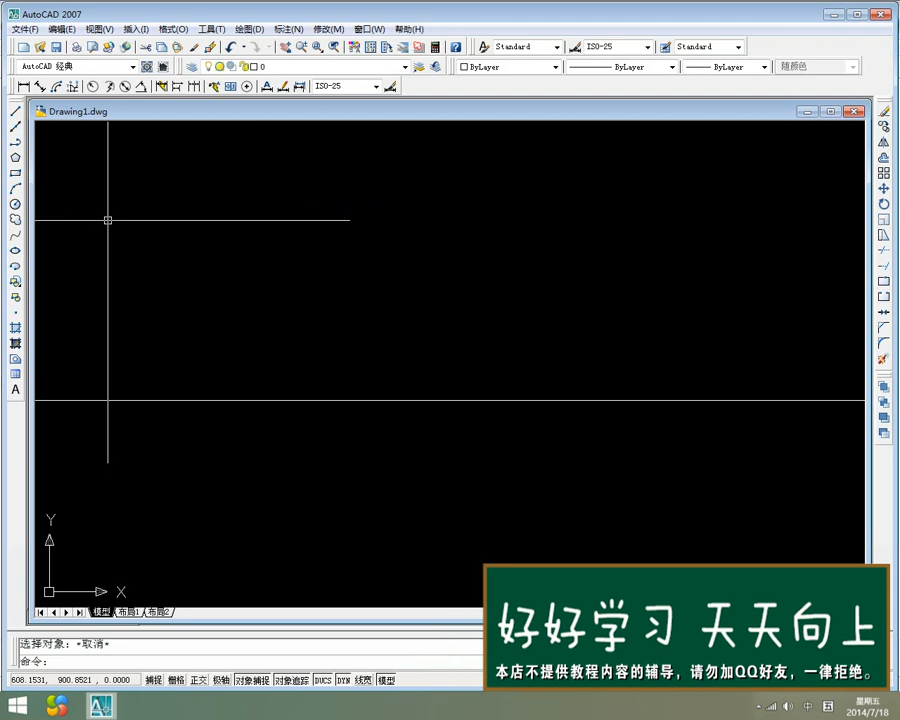 AutoCAD 2007
文件(F) 编辑(E) 视图(V) 插入(I) 格式(O) 工具(T) 绘图(D) 标注(N) 修改(M) 窗口(W) 帮助(H)
Standard ISO-25 Standard
AutoCAD 经典 0 ByLayer ByLayer ByLayer 随颜色
ISO-25
Drawing1.dwg
A
Y
X
模型 布局1 布局2
选择对象: *取消*
命令:
608.1531, 900.8521 , 0.0000 捕捉 栅格 正交 极轴 对象捕捉 对象追踪 DUCS DYN 线宽 模型
好好学习 天天向上
本店不提供教程内容的辅导，请勿加QQ好友，一律拒绝。
中 五 星期五
2014/7/18